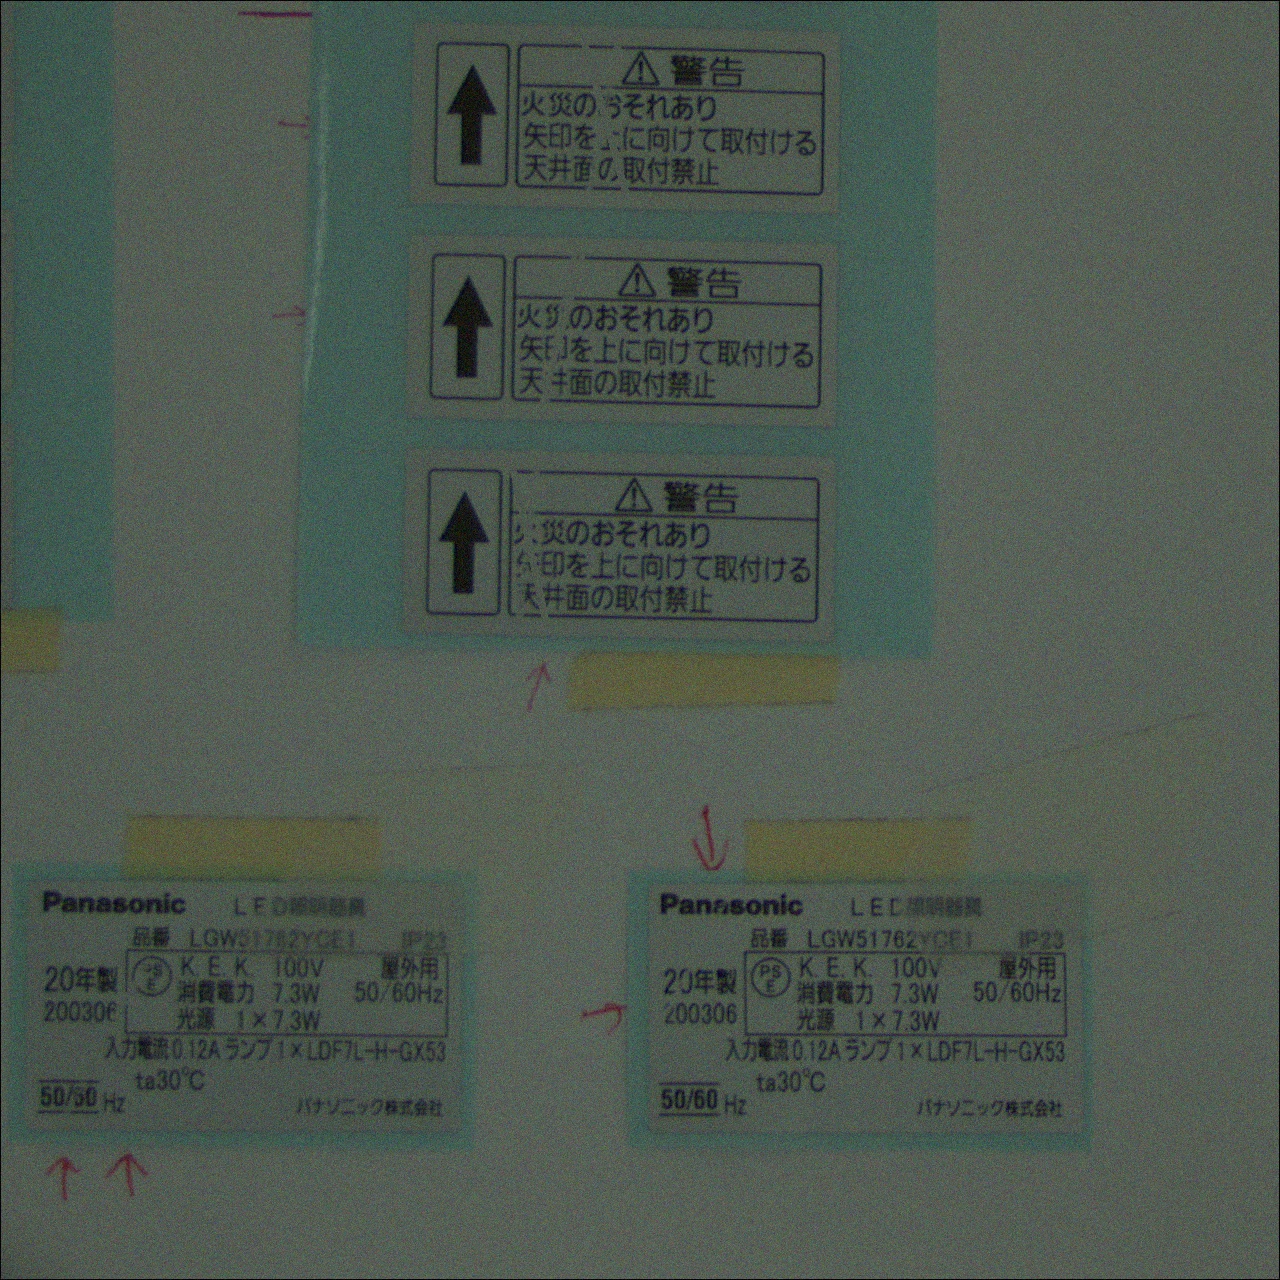 警告
火災のおそれあり
矢印を上に向けて取付ける
天井面の取付禁止
警告
火災のおそれあり
矢印を上に向けて取付ける
天井面の取付禁止
警告
火災のおそれあり
矢印を上に向けて取付ける
天井面の取付禁止
Panasonic LED照明器具
品番 LGW51762YCE1 IP23
20年製
200306
PSE K.E.K. 100V 屋外用
消費電力 7.3W 50/60Hz
光源 1×7.3W
入力電流0.12A ランプ1×LDF7L-H-GX53
ta30℃
50/60 Hz パナソニック株式会社
Panasonic LED照明器具
品番 LGW51762YCE1 IP23
20年製
200306
PSE K.E.K. 100V 屋外用
消費電力 7.3W 50/60Hz
光源 1×7.3W
入力電流0.12A ランプ1×LDF7L-H-GX53
ta30℃
50/60 Hz パナソニック株式会社